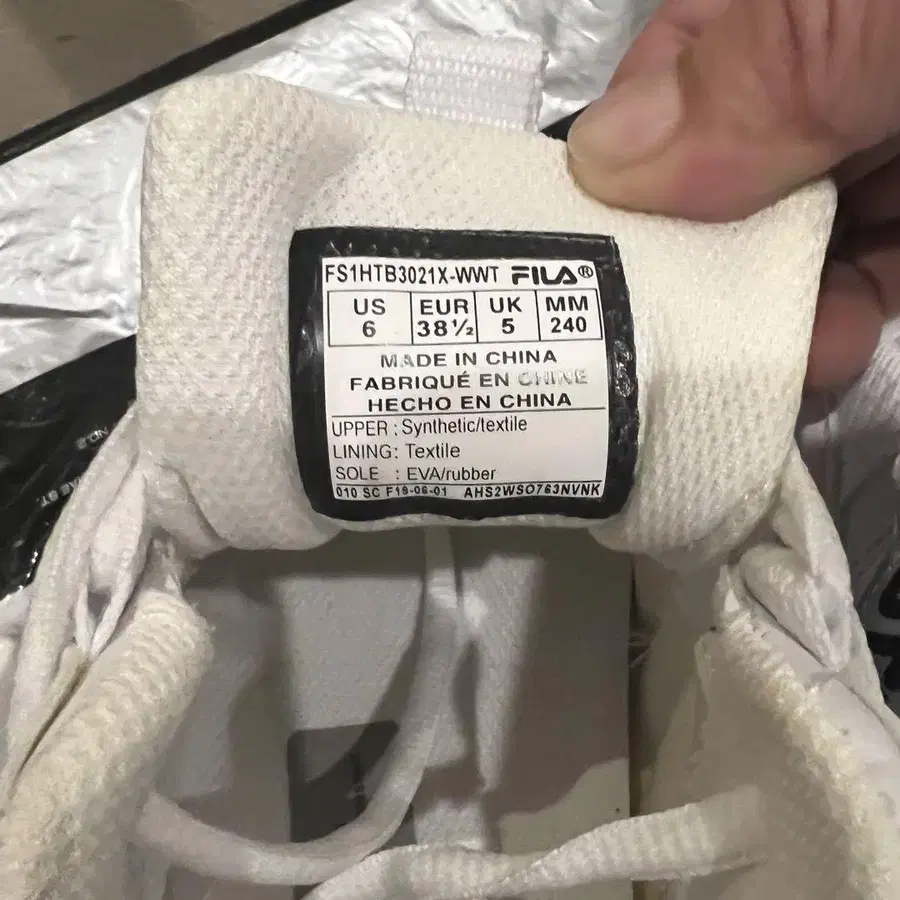 FS1HTB3021X-WWT FILA®
US EUR UK MM
6 38½ 5 240
MADE IN CHINA
FABRIQUÉ EN CHINE
HECHO EN CHINA
UPPER : Synthetic/textile
LINING: Textile
SOLE : EVA/rubber
010 SC F19-06-01 AHS2WSO763NVNK